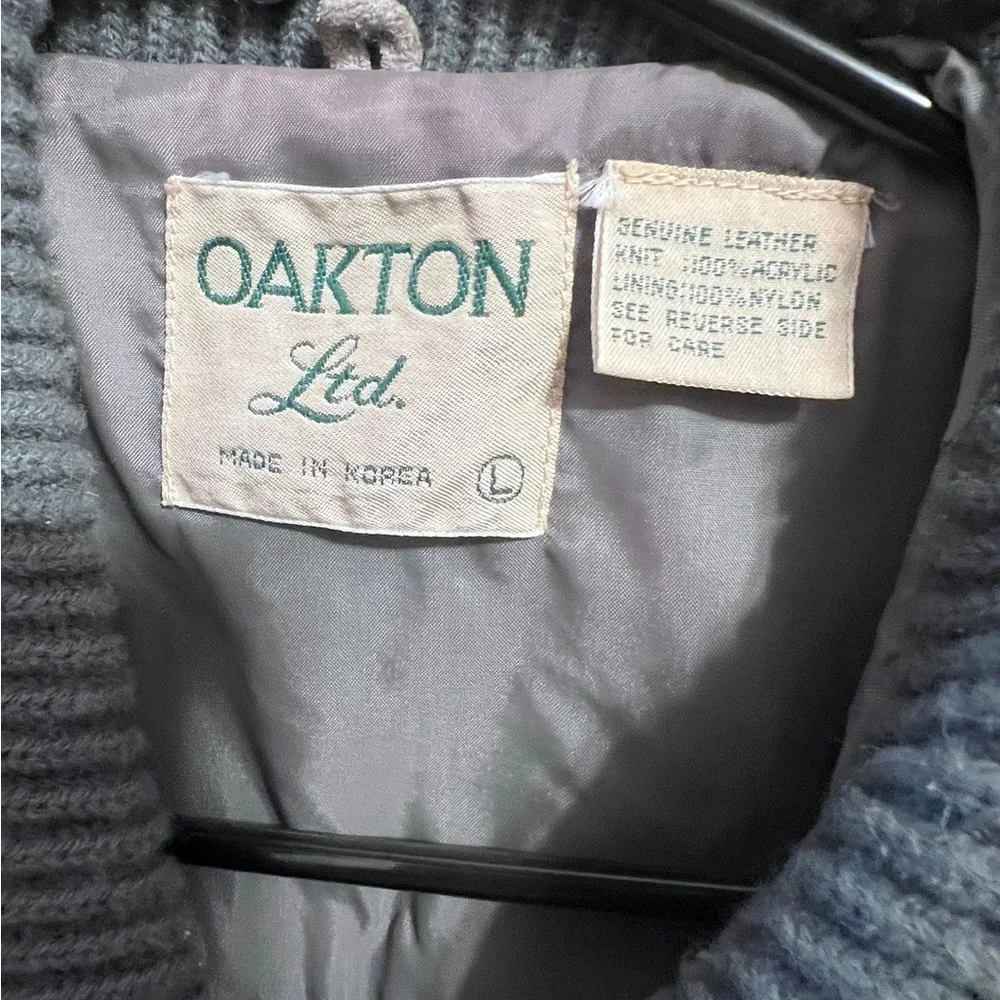 OAKTON
Ltd.
MADE IN KOREA
L
GENUINE LEATHER
KNIT :100%ACRYLIC
LINING:100%NYLON
SEE REVERSE SIDE
FOR CARE